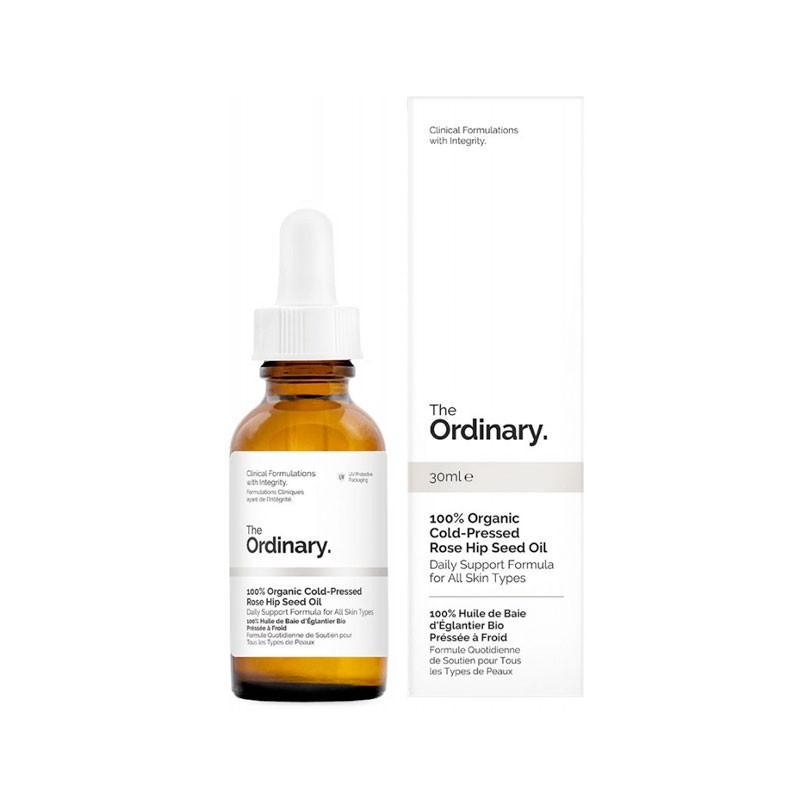 Clinical Formulations
with Integrity.
Formulations Cliniques
ayant de l'intégrité.
UV
UV Protective
Packaging
The
Ordinary.
100% Organic Cold-Pressed
Rose Hip Seed Oil
Daily Support Formula for All Skin Types
100% Huile de Baie d'Églantier Bio
Préssée à Froid
Formule Quotidienne de Soutien pour
Tous les Types de Peaux
Clinical Formulations
with Integrity.
The
Ordinary.
30ml e
100% Organic
Cold-Pressed
Rose Hip Seed Oil
Daily Support Formula
for All Skin Types
100% Huile de Baie
d'Églantier Bio
Préssée à Froid
Formule Quotidienne
de Soutien pour Tous
les Types de Peaux